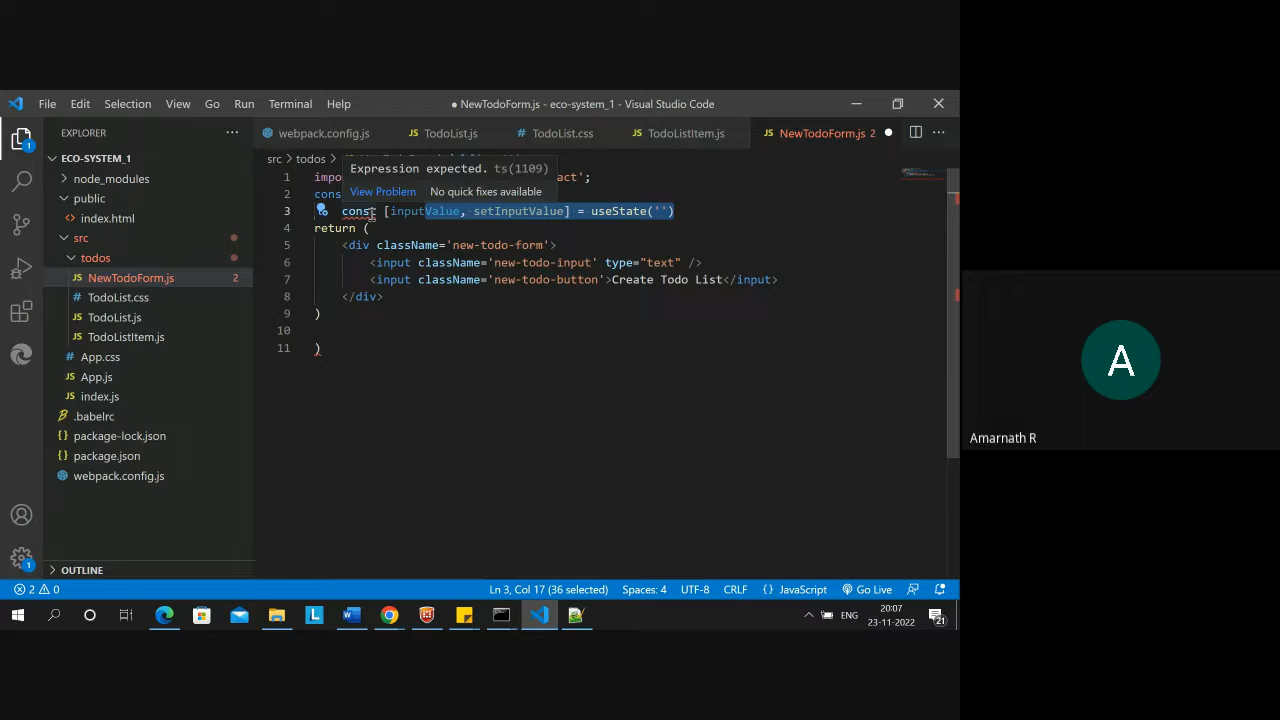 File Edit Selection View Go Run Terminal Help
● NewTodoForm.js - eco-system_1 - Visual Studio Code
EXPLORER
webpack.config.js TodoList.js TodoList.css TodoListItem.js NewTodoForm.js 2
ECO-SYSTEM_1
src > todos >
node_modules
public
index.html
src
todos
NewTodoForm.js 2
TodoList.css
TodoList.js
TodoListItem.js
App.css
App.js
index.js
.babelrc
package-lock.json
package.json
webpack.config.js
OUTLINE
Expression expected. ts(1109)
View Problem No quick fixes available
1 impo act';
2 cons
3 const [inputValue, setInputValue] = useState('')
4 return (
5 <div className='new-todo-form'>
6 <input className='new-todo-input' type="text" />
7 <input className='new-todo-button'>Create Todo List</input>
8 </div>
9 )
10
11 )
2 0 Ln 3, Col 17 (36 selected) Spaces: 4 UTF-8 CRLF {} JavaScript Go Live
ENG 20:07
23-11-2022 21
A
Amarnath R